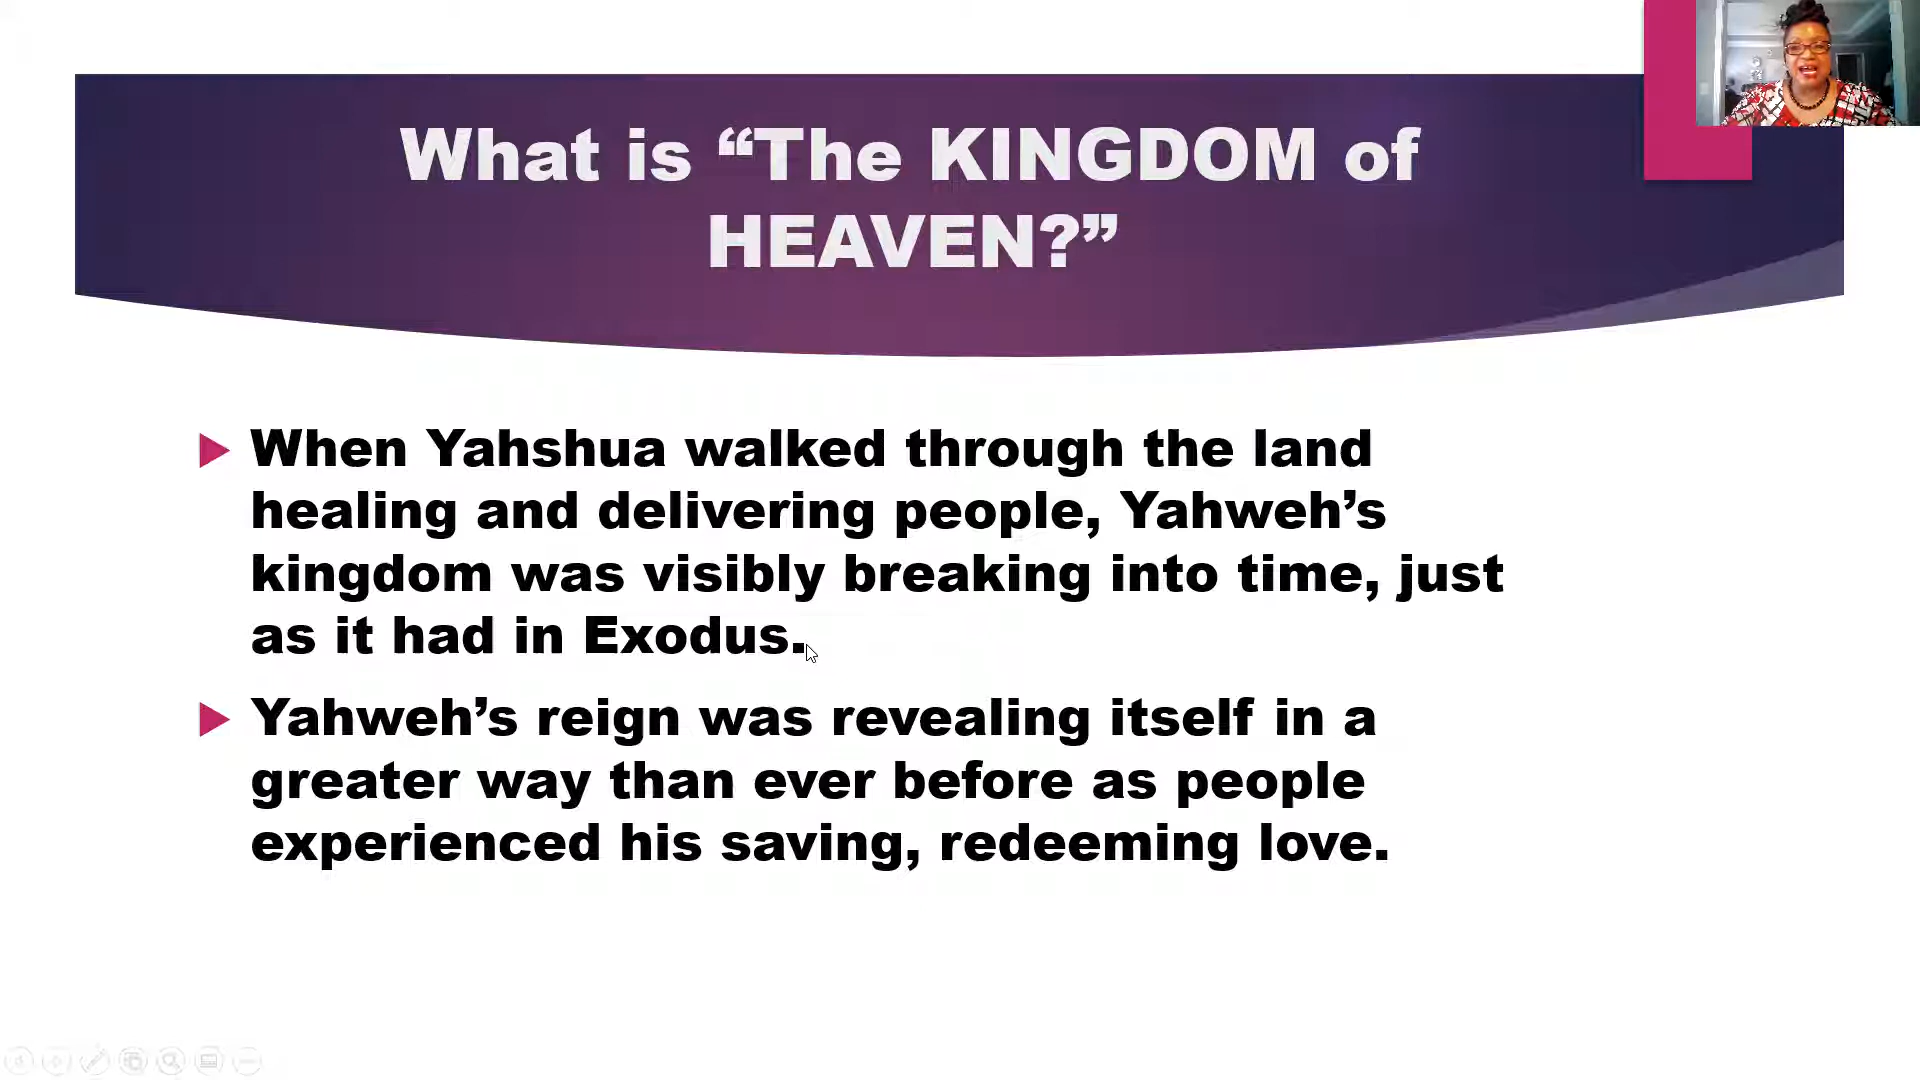 What is “The KINGDOM of
HEAVEN?”
When Yahshua walked through the land
healing and delivering people, Yahweh’s
kingdom was visibly breaking into time, just
as it had in Exodus.
Yahweh’s reign was revealing itself in a
greater way than ever before as people
experienced his saving, redeeming love.